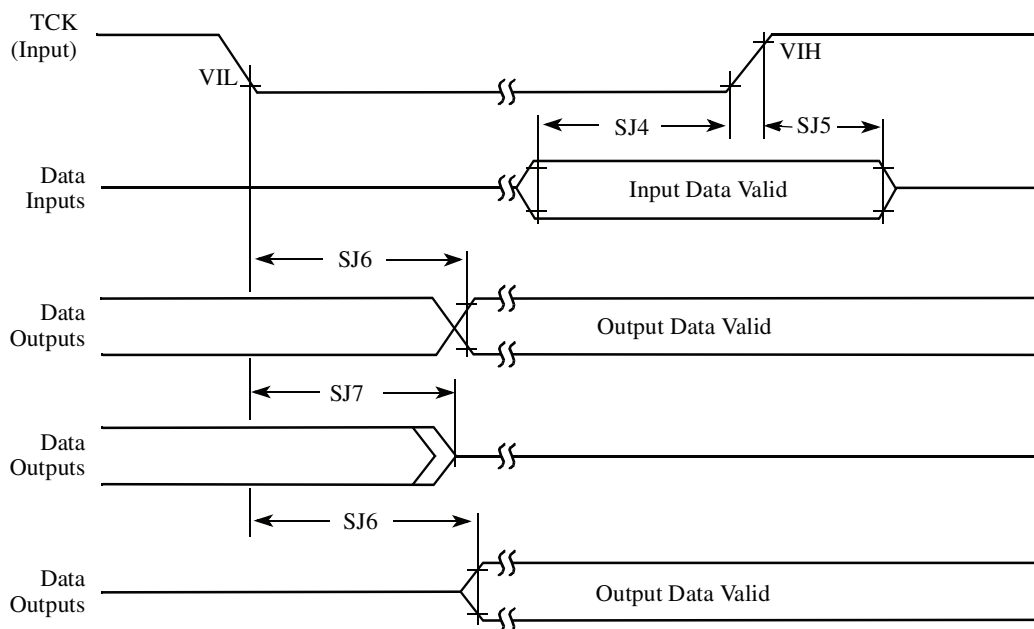 TCK
(Input)
VIL
VIH
SJ4
SJ5
Data
Inputs
Input Data Valid
SJ6
Data
Outputs
Output Data Valid
SJ7
Data
Outputs
SJ6
Data
Outputs
Output Data Valid